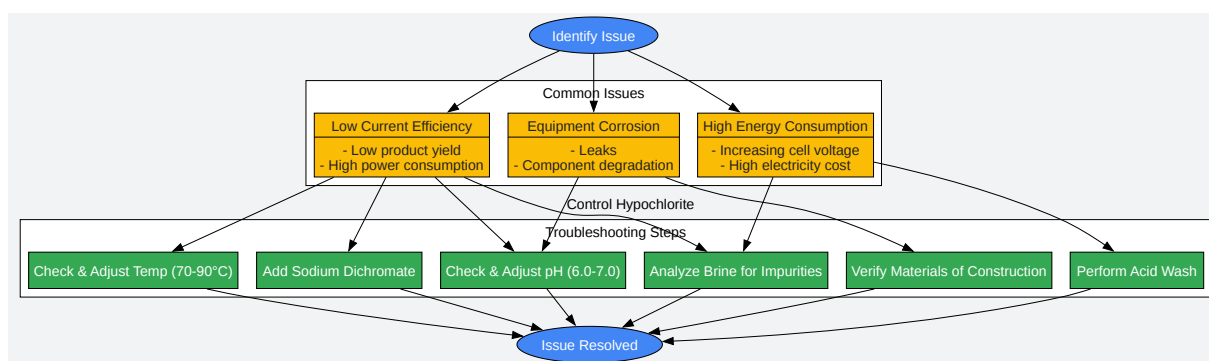 Identify Issue
Common Issues
Low Current Efficiency
- Low product yield
- High power consumption
Equipment Corrosion
- Leaks
- Component degradation
High Energy Consumption
- Increasing cell voltage
- High electricity cost
Control Hypochlorite
Troubleshooting Steps
Check & Adjust Temp (70-90°C)
Add Sodium Dichromate
Check & Adjust pH (6.0-7.0)
Analyze Brine for Impurities
Verify Materials of Construction
Perform Acid Wash
Issue Resolved